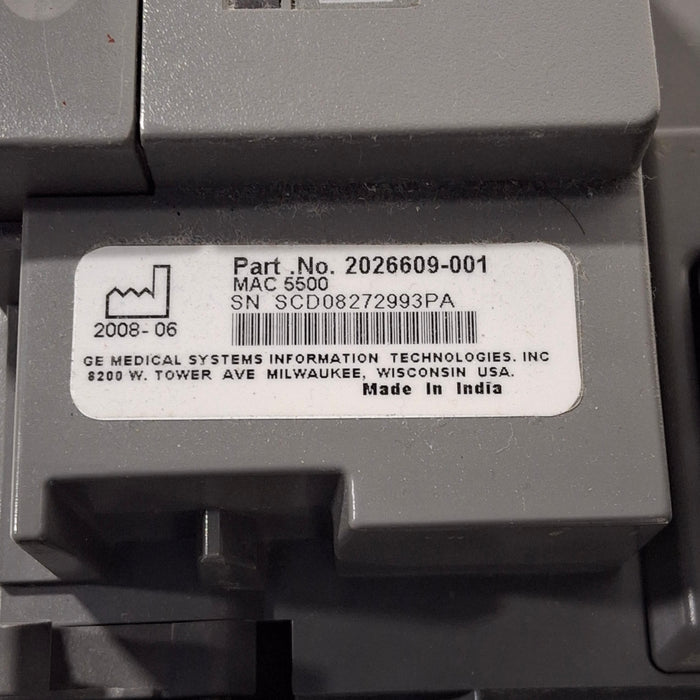 Part .No. 2026609-001
MAC 5500
SN SCD08272993PA
2008-06
GE MEDICAL SYSTEMS INFORMATION TECHNOLOGIES. INC
8200 W. TOWER AVE MILWAUKEE, WISCONSIN USA.
Made In India